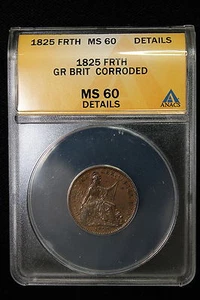 1825 FRTH MS 60 DETAILS
1825 FRTH
GR BRIT CORRODED
MS 60
DETAILS
ANACS